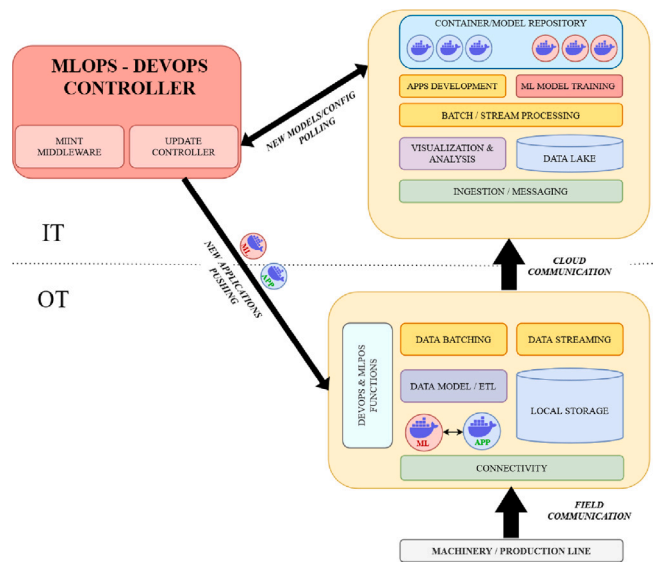 MLOPS - DEVOPS
CONTROLLER
MIINT
MIDDLEWARE
UPDATE
CONTROLLER
NEW MODELS/CONFIG
POLLING
CONTAINER/MODEL REPOSITORY
APPS DEVELOPMENT
ML MODEL TRAINING
BATCH / STREAM PROCESSING
VISUALIZATION &
ANALYSIS
DATA LAKE
INGESTION / MESSAGING
IT
OT
NEW APPLICATIONS
PUSHING
ML
APP
CLOUD
COMMUNICATION
DEVOPS & MLPOS
FUNCTIONS
DATA BATCHING
DATA STREAMING
DATA MODEL / ETL
LOCAL STORAGE
ML
APP
CONNECTIVITY
FIELD
COMMUNICATION
MACHINERY / PRODUCTION LINE